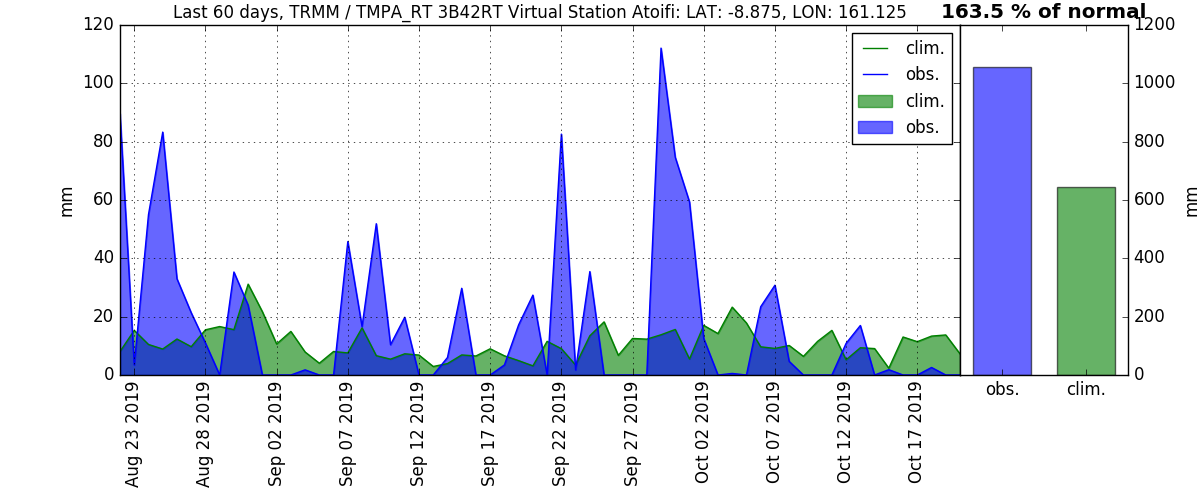 Last 60 days, TRMM / TMPA_RT 3B42RT Virtual Station Atoifi: LAT: -8.875, LON: 161.125
163.5 % of normal
120
100
80
60
40
20
0
mm
clim.
obs.
clim.
obs.
1200
1000
800
600
400
200
0
mm
obs.
clim.
Aug 23 2019
Aug 28 2019
Sep 02 2019
Sep 07 2019
Sep 12 2019
Sep 17 2019
Sep 22 2019
Sep 27 2019
Oct 02 2019
Oct 07 2019
Oct 12 2019
Oct 17 2019